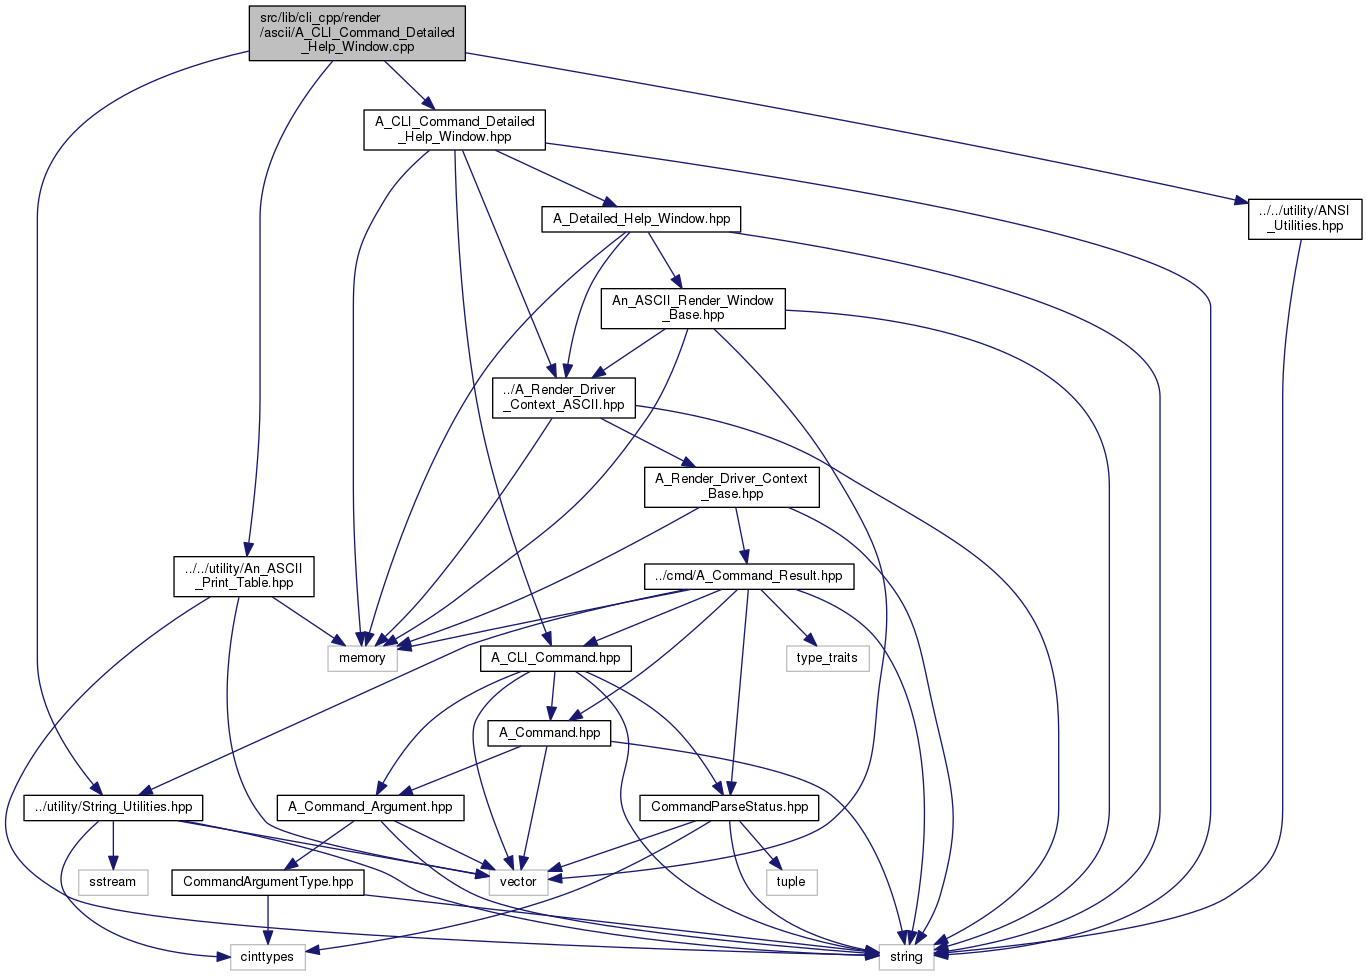 src/lib/cli_cpp/render
/ascii/A_CLI_Command_Detailed
_Help_Window.cpp
A_CLI_Command_Detailed
_Help_Window.hpp
../../utility/ANSI
_Utilities.hpp
A_Detailed_Help_Window.hpp
An_ASCII_Render_Window
_Base.hpp
../A_Render_Driver
_Context_ASCII.hpp
A_Render_Driver_Context
_Base.hpp
../../utility/An_ASCII
_Print_Table.hpp
../cmd/A_Command_Result.hpp
memory
A_CLI_Command.hpp
type_traits
A_Command.hpp
../utility/String_Utilities.hpp
A_Command_Argument.hpp
CommandParseStatus.hpp
sstream
CommandArgumentType.hpp
vector
tuple
cinttypes
string